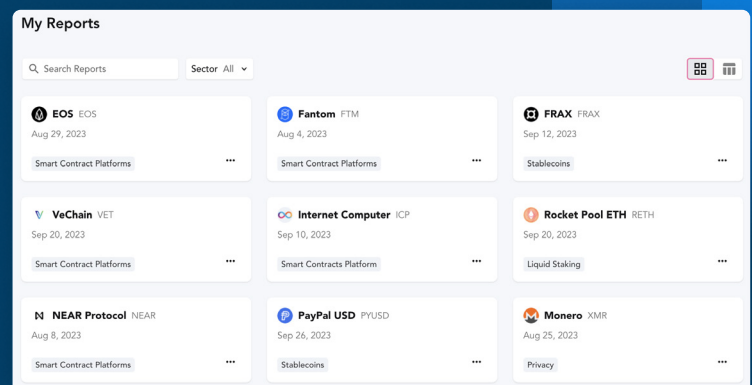 My Reports
Search Reports
Sector All
EOS EOS
Aug 29, 2023
Smart Contract Platforms
Fantom FTM
Aug 4, 2023
Smart Contract Platforms
FRAX FRAX
Sep 12, 2023
Stablecoins
VeChain VET
Sep 20, 2023
Smart Contract Platforms
Internet Computer ICP
Sep 10, 2023
Smart Contracts Platform
Rocket Pool ETH RETH
Sep 20, 2023
Liquid Staking
NEAR Protocol NEAR
Aug 8, 2023
Smart Contract Platforms
PayPal USD PYUSD
Sep 26, 2023
Stablecoins
Monero XMR
Aug 25, 2023
Privacy